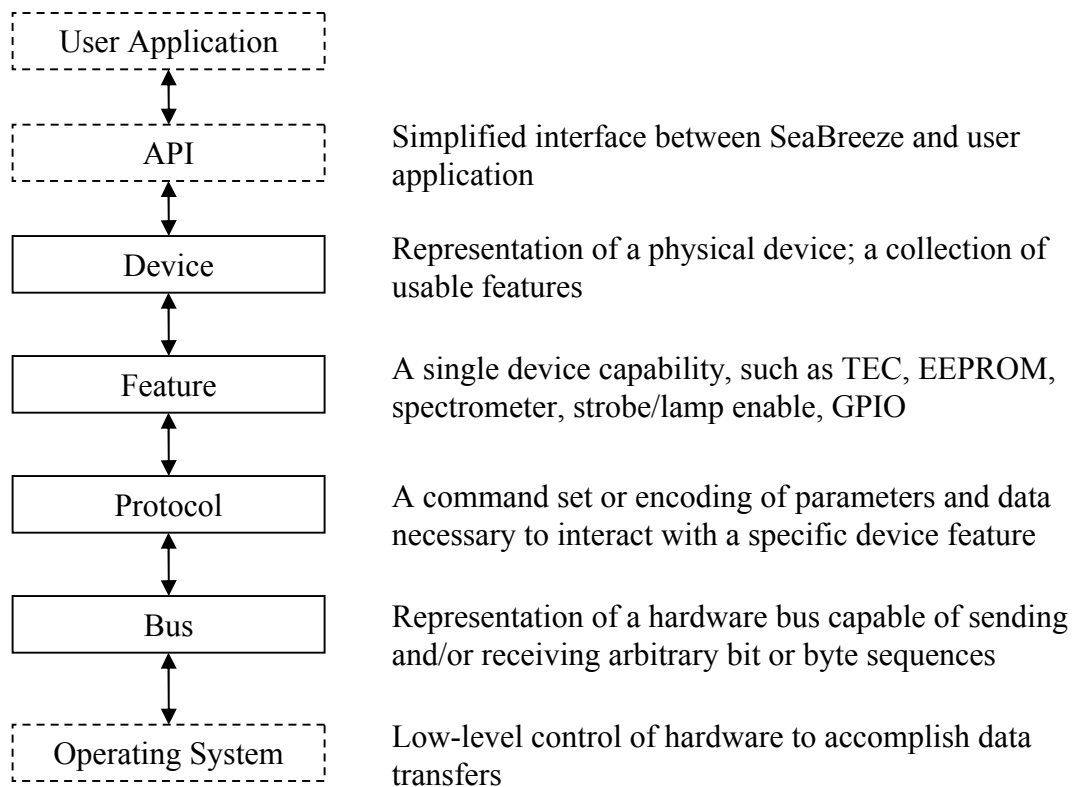 User Application
API
Simplified interface between SeaBreeze and user
application
Device
Representation of a physical device; a collection of
usable features
Feature
A single device capability, such as TEC, EEPROM,
spectrometer, strobe/lamp enable, GPIO
Protocol
A command set or encoding of parameters and data
necessary to interact with a specific device feature
Bus
Representation of a hardware bus capable of sending
and/or receiving arbitrary bit or byte sequences
Operating System
Low-level control of hardware to accomplish data
transfers